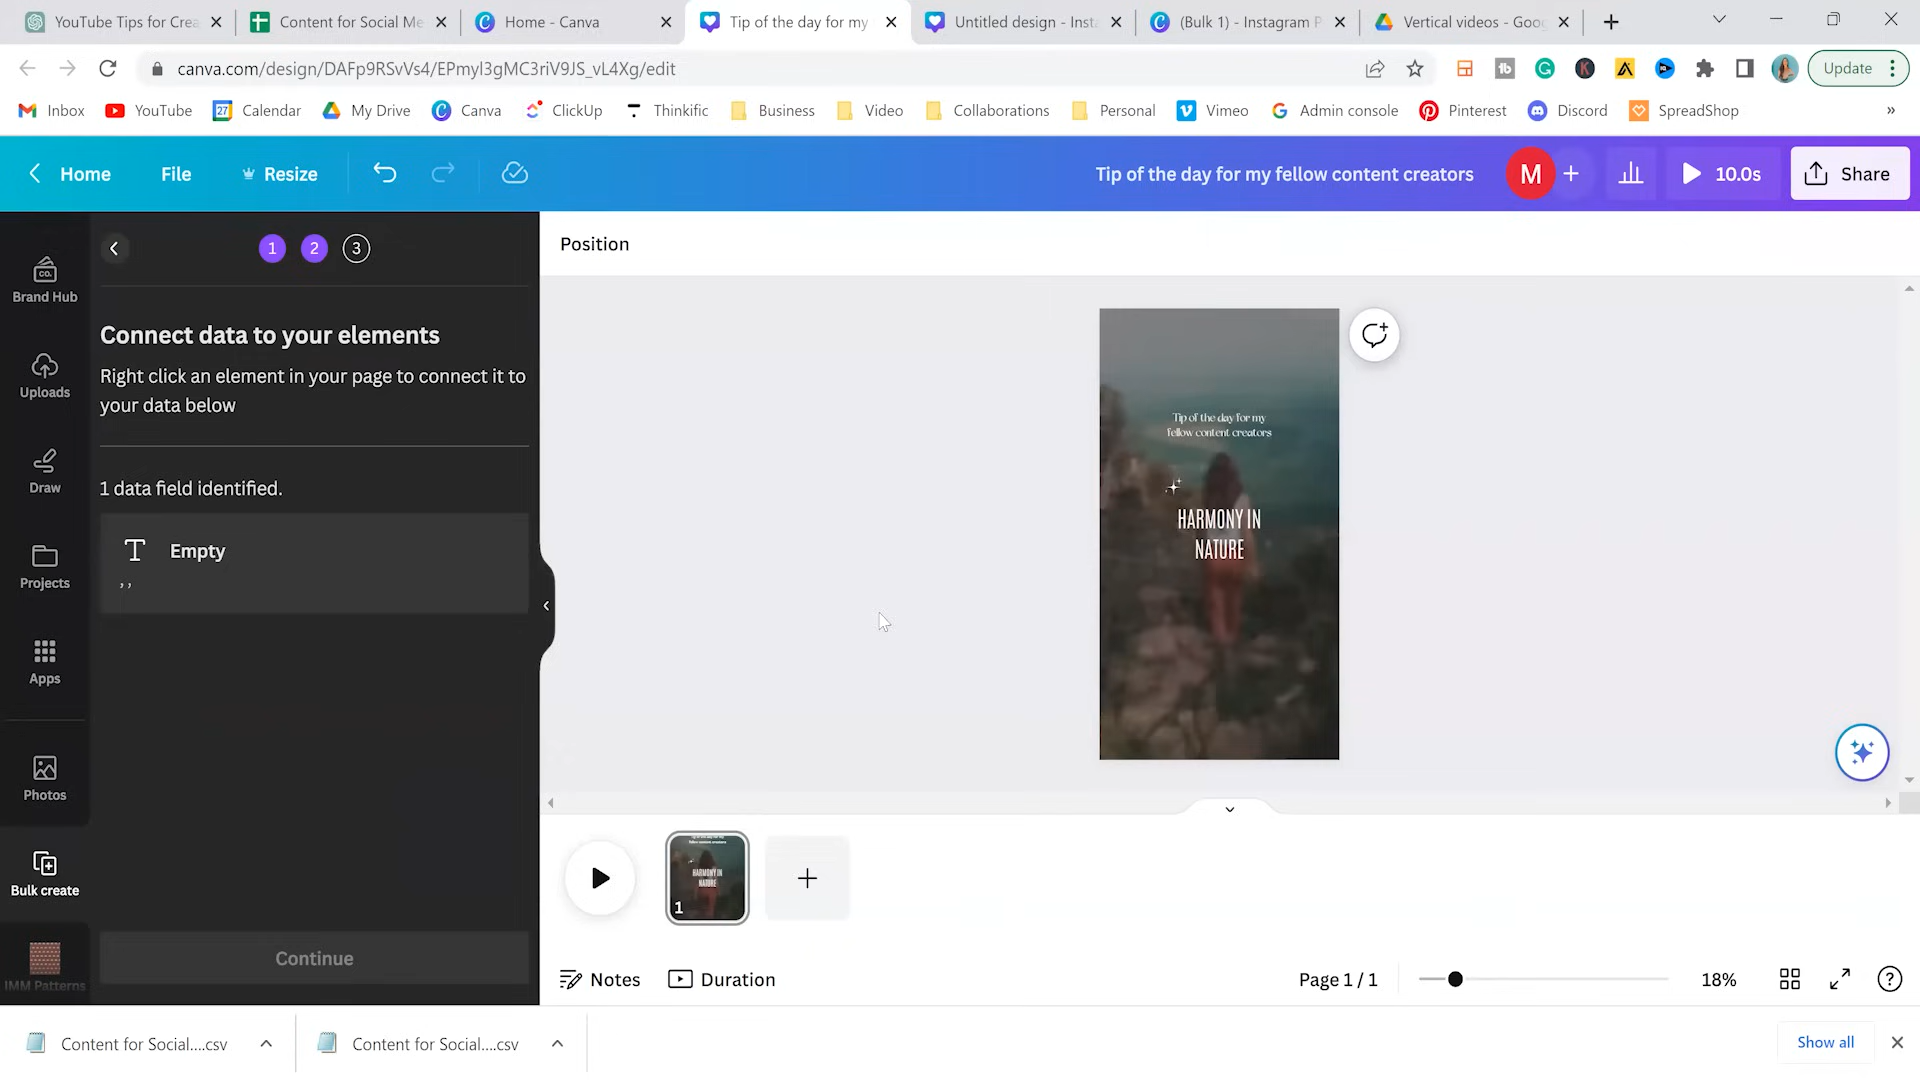 YouTube Tips for Crea
Content for Social Me
Home - Canva
Tip of the day for my
Untitled design - Insta
(Bulk 1) - Instagram P
Vertical videos - Goog
canva.com/design/DAFp9RSvVs4/EPmyl3gMC3riV9JS_vL4Xg/edit
Update
Inbox
YouTube
Calendar
My Drive
Canva
ClickUp
Thinkific
Business
Video
Collaborations
Personal
Vimeo
Admin console
Pinterest
Discord
SpreadShop
»
Home
File
Resize
Tip of the day for my fellow content creators
M
+
10.0s
Share
Brand Hub
Uploads
Draw
Projects
Apps
Photos
Bulk create
IMM Patterns
1
2
3
Connect data to your elements
Right click an element in your page to connect it to
your data below
1 data field identified.
T Empty
, ,
Continue
Position
Tip of the day for my
fellow content creators
HARMONY IN
NATURE
HARMONY IN
NATURE
1
Notes
Duration
Page 1 / 1
18%
Content for Social....csv
Content for Social....csv
Show all